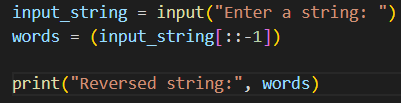 input_string = input("Enter a string: ")
words = (input_string[::-1])
print("Reversed string:", words)